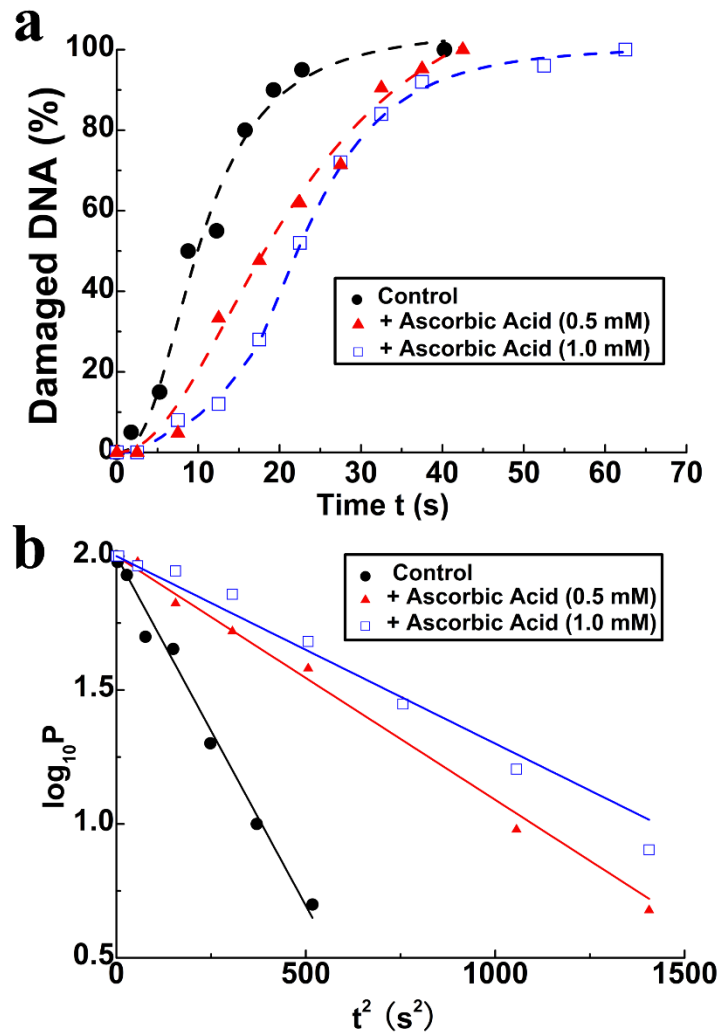 a
100
80
60
40
20
0
Damaged DNA (%)
Control
+ Ascorbic Acid (0.5 mM)
+ Ascorbic Acid (1.0 mM)
0 10 20 30 40 50 60 70
Time t (s)
b
2.0
1.5
1.0
0.5
log₁₀P
Control
+ Ascorbic Acid (0.5 mM)
+ Ascorbic Acid (1.0 mM)
0 500 1000 1500
t² (s²)